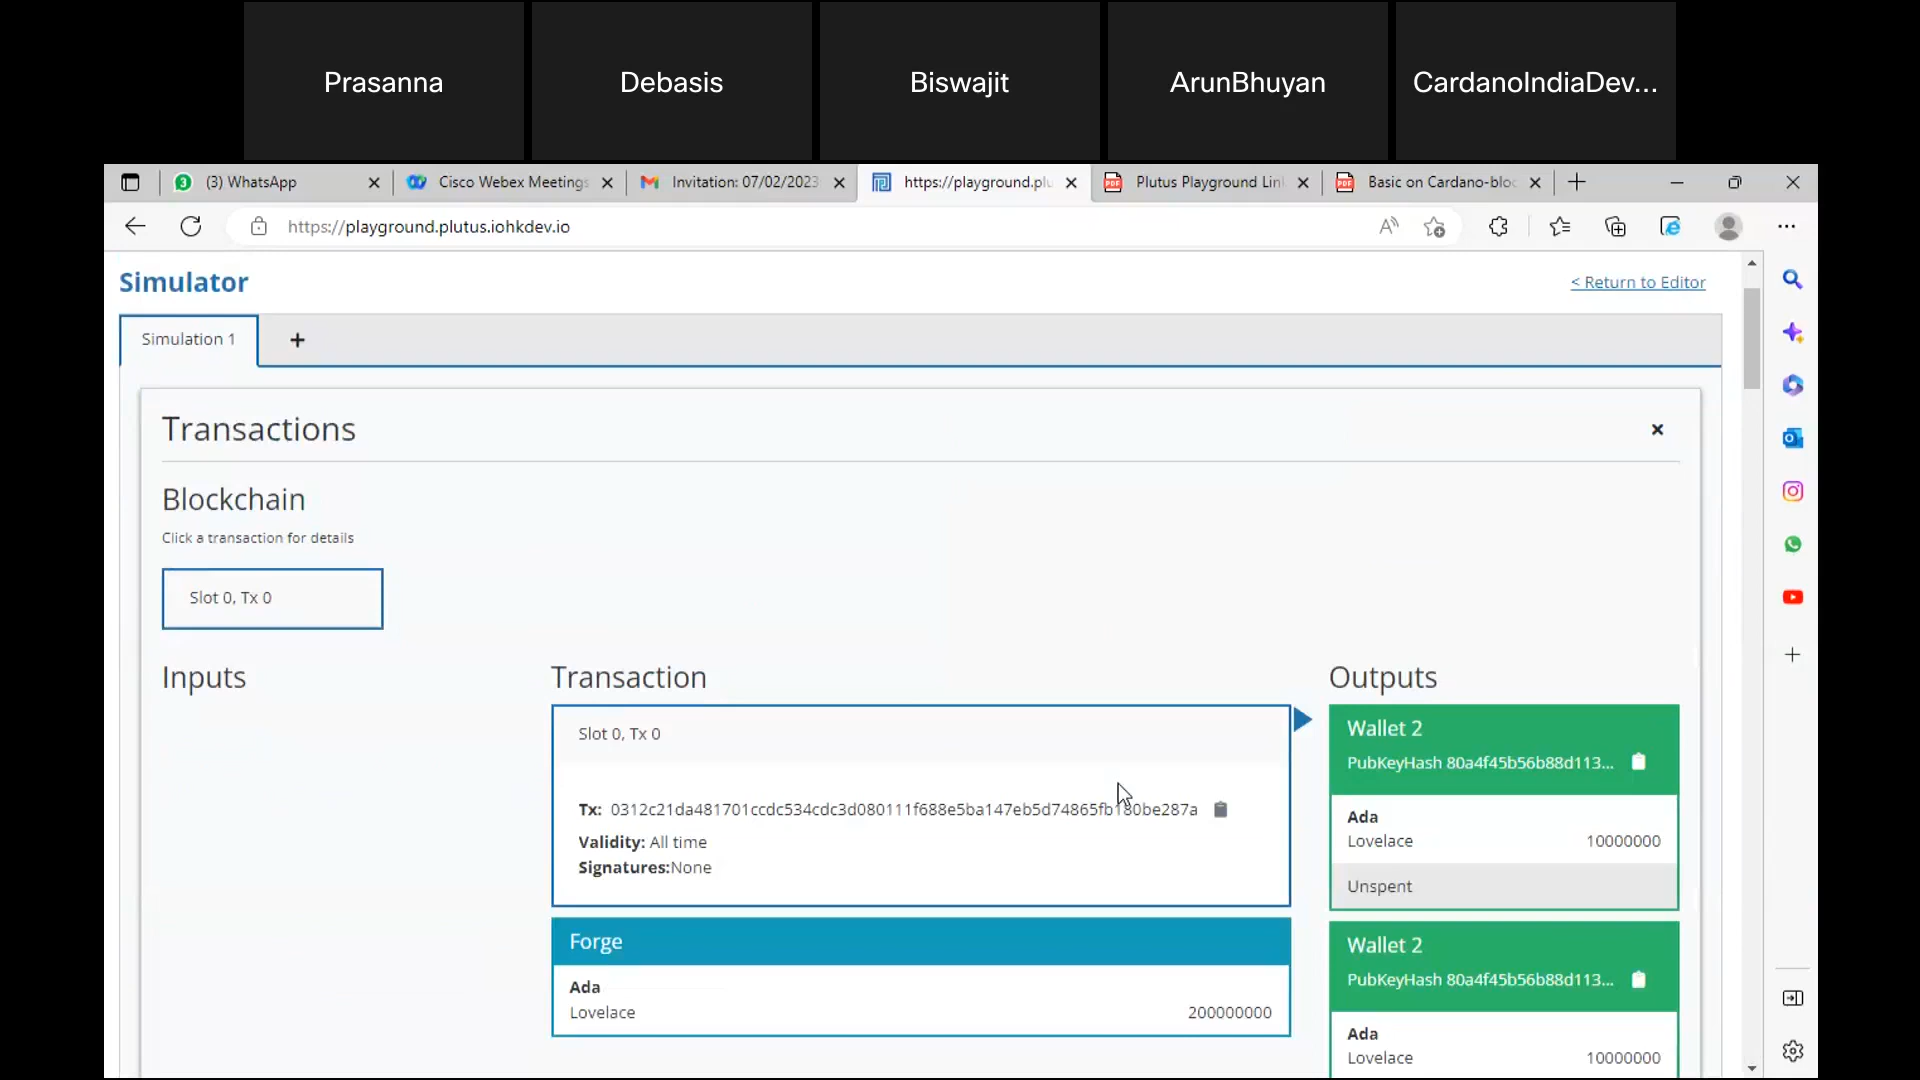 Prasanna
Debasis
Biswajit
ArunBhuyan
CardanoIndiaDev...
3
(3) WhatsApp
Cisco Webex Meetings
Invitation: 07/02/2023
https://playground.plu
Plutus Playground Lin
Basic on Cardano-bloc
https://playground.plutus.iohkdev.io
Simulator
< Return to Editor
Simulation 1
+
Transactions
Blockchain
Click a transaction for details
Slot 0, Tx 0
Inputs
Transaction
Outputs
Slot 0, Tx 0
Tx: 0312c21da481701ccdc534cdc3d080111f688e5ba147eb5d74865fb180be287a
Validity: All time
Signatures:None
Forge
Ada
Lovelace 200000000
Wallet 2
PubKeyHash 80a4f45b56b88d113...
Ada
Lovelace 10000000
Unspent
Wallet 2
PubKeyHash 80a4f45b56b88d113...
Ada
Lovelace 10000000